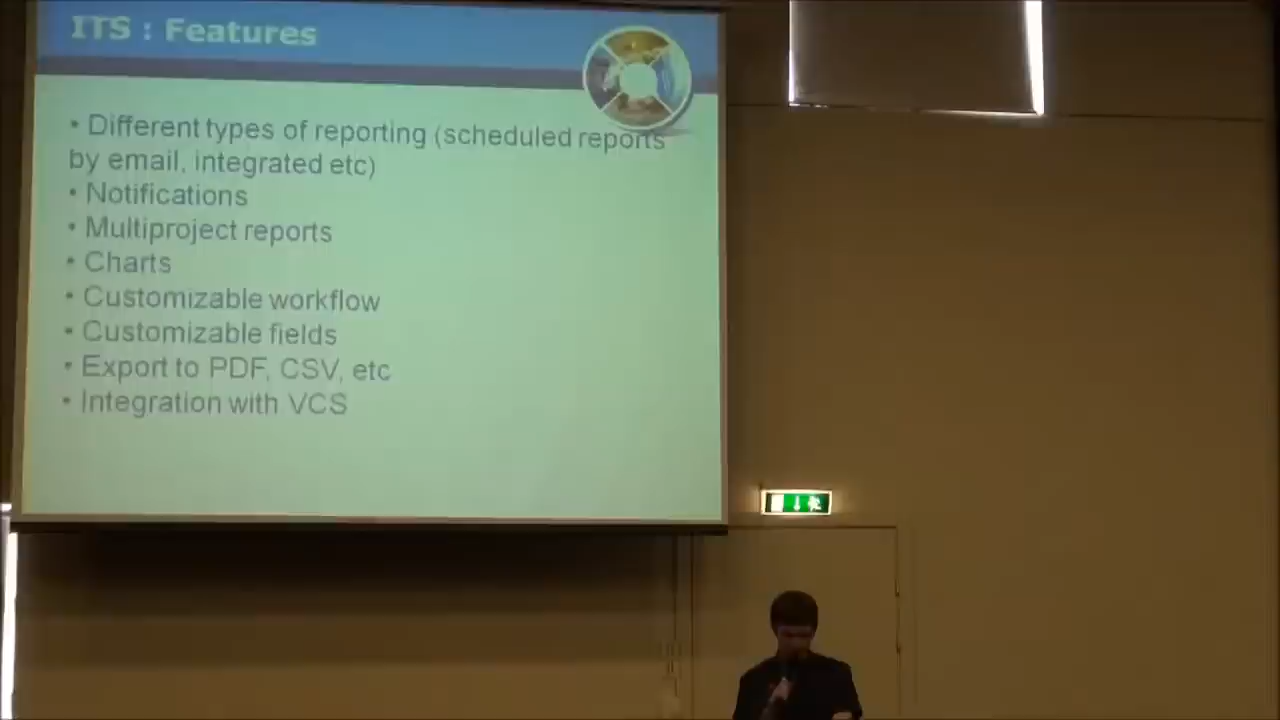 ITS : Features
• Different types of reporting (scheduled reports
by email, integrated etc)
• Notifications
• Multiproject reports
• Charts
• Customizable workflow
• Customizable fields
• Export to PDF, CSV, etc
• Integration with VCS